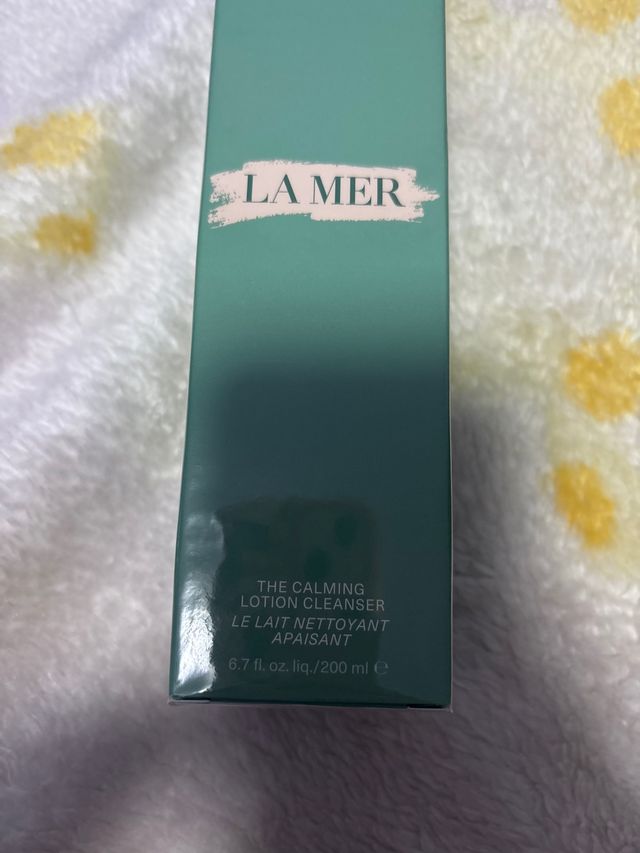 LA MER
THE CALMING
LOTION CLEANSER
LE LAIT NETTOYANT
APAISANT
6.7 fl. oz. liq./200 ml ℮